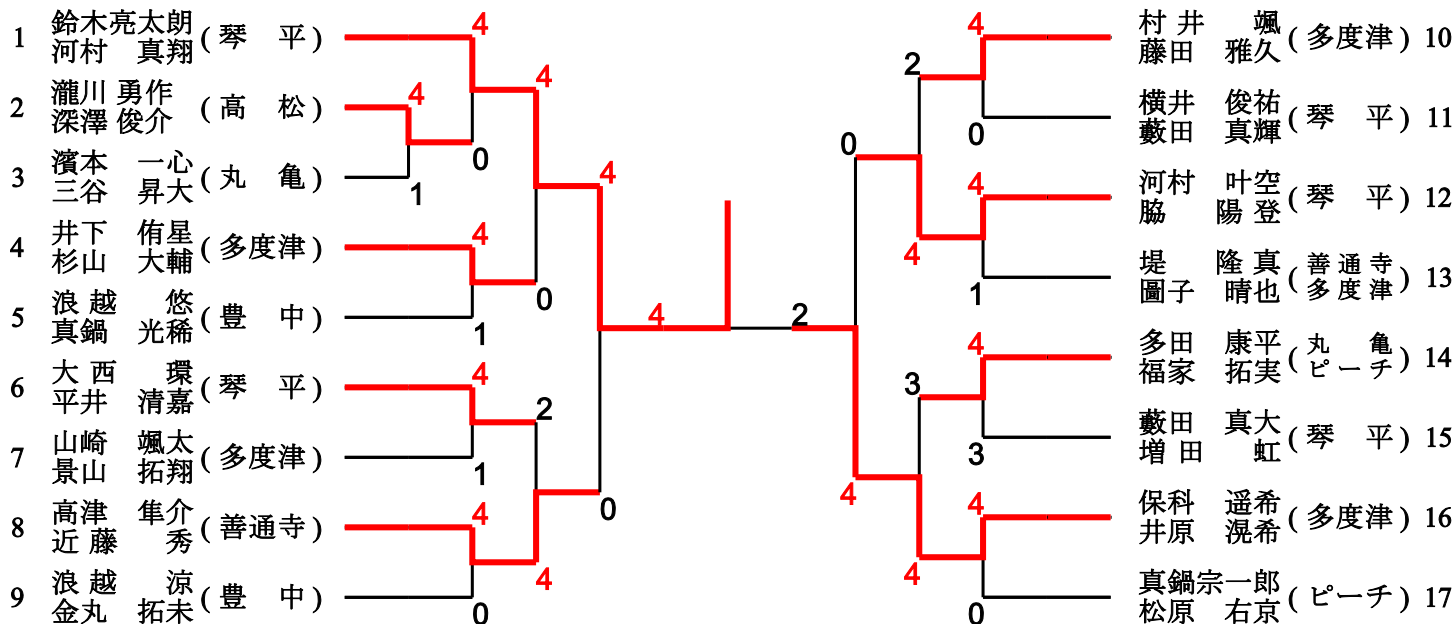 1 鈴木亮太朗 河村 真翔 (琴 平)
2 瀧川 勇作 深澤 俊介 (高 松)
3 濱本 一心 三谷 昇大 (丸 亀)
4 井下 侑星 杉山 大輔 (多度津)
5 浪越 悠 真鍋 光稀 (豊 中)
6 大西 環 平井 清嘉 (琴 平)
7 山崎 颯太 景山 拓翔 (多度津)
8 高津 隼介 近藤 秀 (善通寺)
9 浪越 涼 金丸 拓未 (豊 中)
4
4
1
0
4
1
4
0
4
1
4
0
2
4
4
0
4
2
0
4
2
4
3
4
4
0
4
1
4
3
4
0
村井 颯 藤田 雅久 (多度津) 10
横井 俊祐 藪田 真輝 (琴 平) 11
河村 叶空 脇 陽登 (琴 平) 12
堤 隆真 圖子 晴也 (善通寺 多度津) 13
多田 康平 福家 拓実 (丸 亀 ピーチ) 14
藪田 真大 増田 虹 (琴 平) 15
保科 遥希 井原 滉希 (多度津) 16
真鍋宗一郎 松原 右京 (ピーチ) 17